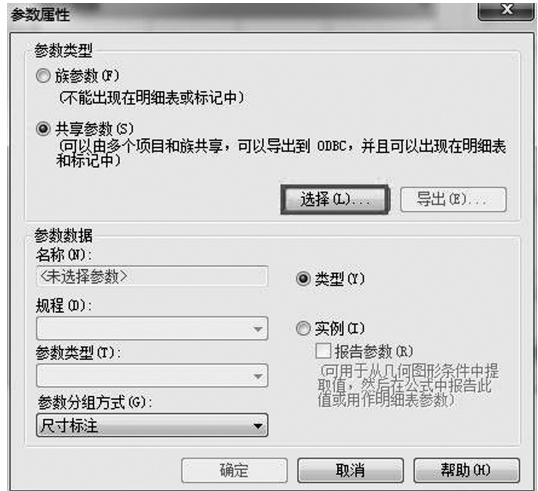 参数属性
参数类型
族参数(F)
(不能出现在明细表或标记中)
共享参数(S)
(可以由多个项目和族共享，可以导出到 ODBC，并且可以出现在明细表
和标记中)
选择(L)...
导出(E)...
参数数据
名称(N):
<未选择参数>
类型(Y)
规程(D):
实例(I)
参数类型(T):
报告参数(R)
(可用于从几何图形条件中提
取值，然后在公式中报告此
值或用作明细表参数)
参数分组方式(G):
尺寸标注
确定
取消
帮助(H)